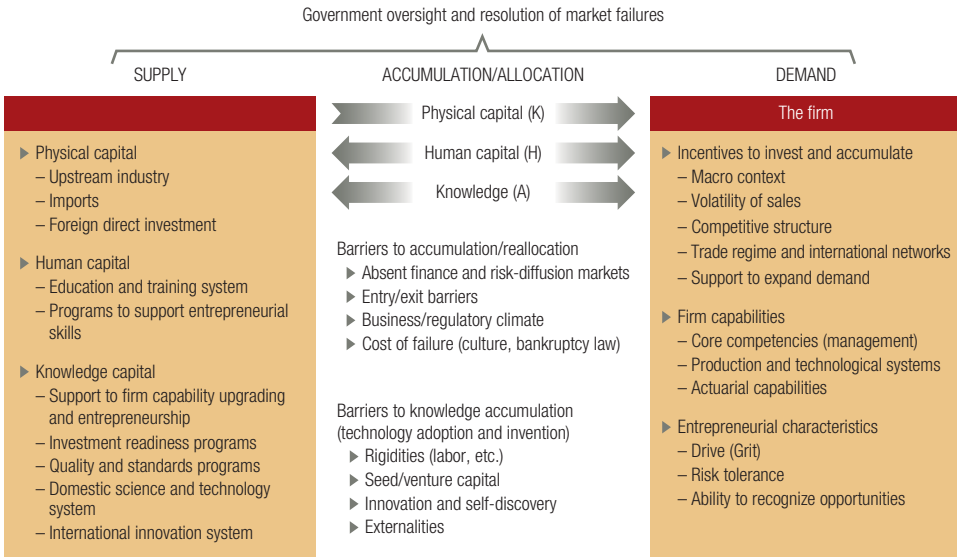 Government oversight and resolution of market failures
SUPPLY
▶ Physical capital
– Upstream industry
– Imports
– Foreign direct investment
▶ Human capital
– Education and training system
– Programs to support entrepreneurial
skills
▶ Knowledge capital
– Support to firm capability upgrading
and entrepreneurship
– Investment readiness programs
– Quality and standards programs
– Domestic science and technology
system
– International innovation system
ACCUMULATION/ALLOCATION
Physical capital (K)
Human capital (H)
Knowledge (A)
Barriers to accumulation/reallocation
▶ Absent finance and risk-diffusion markets
▶ Entry/exit barriers
▶ Business/regulatory climate
▶ Cost of failure (culture, bankruptcy law)
Barriers to knowledge accumulation
(technology adoption and invention)
▶ Rigidities (labor, etc.)
▶ Seed/venture capital
▶ Innovation and self-discovery
▶ Externalities
DEMAND
The firm
▶ Incentives to invest and accumulate
– Macro context
– Volatility of sales
– Competitive structure
– Trade regime and international networks
– Support to expand demand
▶ Firm capabilities
– Core competencies (management)
– Production and technological systems
– Actuarial capabilities
▶ Entrepreneurial characteristics
– Drive (Grit)
– Risk tolerance
– Ability to recognize opportunities